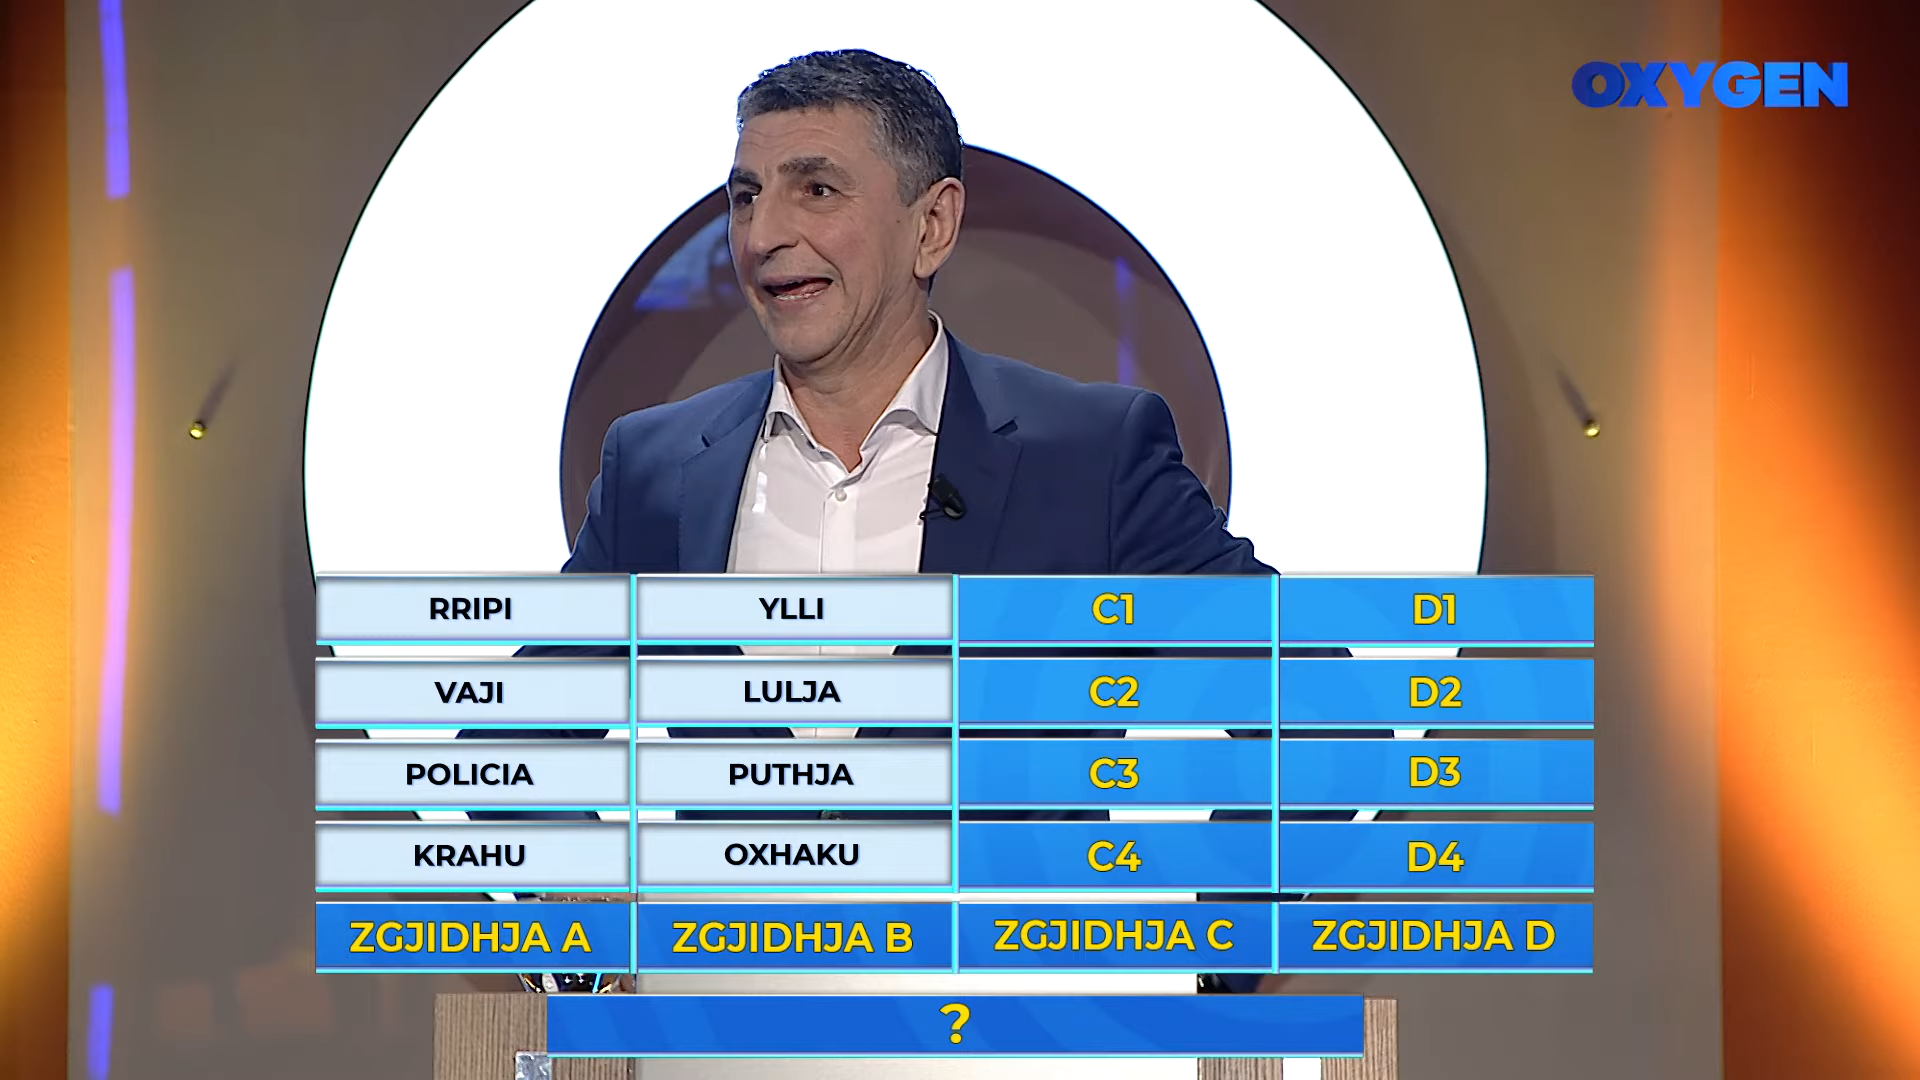 OXYGEN
RRIPI YLLI C1 D1
VAJI LULJA C2 D2
POLICIA PUTHJA C3 D3
KRAHU OXHAKU C4 D4
ZGJIDHJA A ZGJIDHJA B ZGJIDHJA C ZGJIDHJA D
?